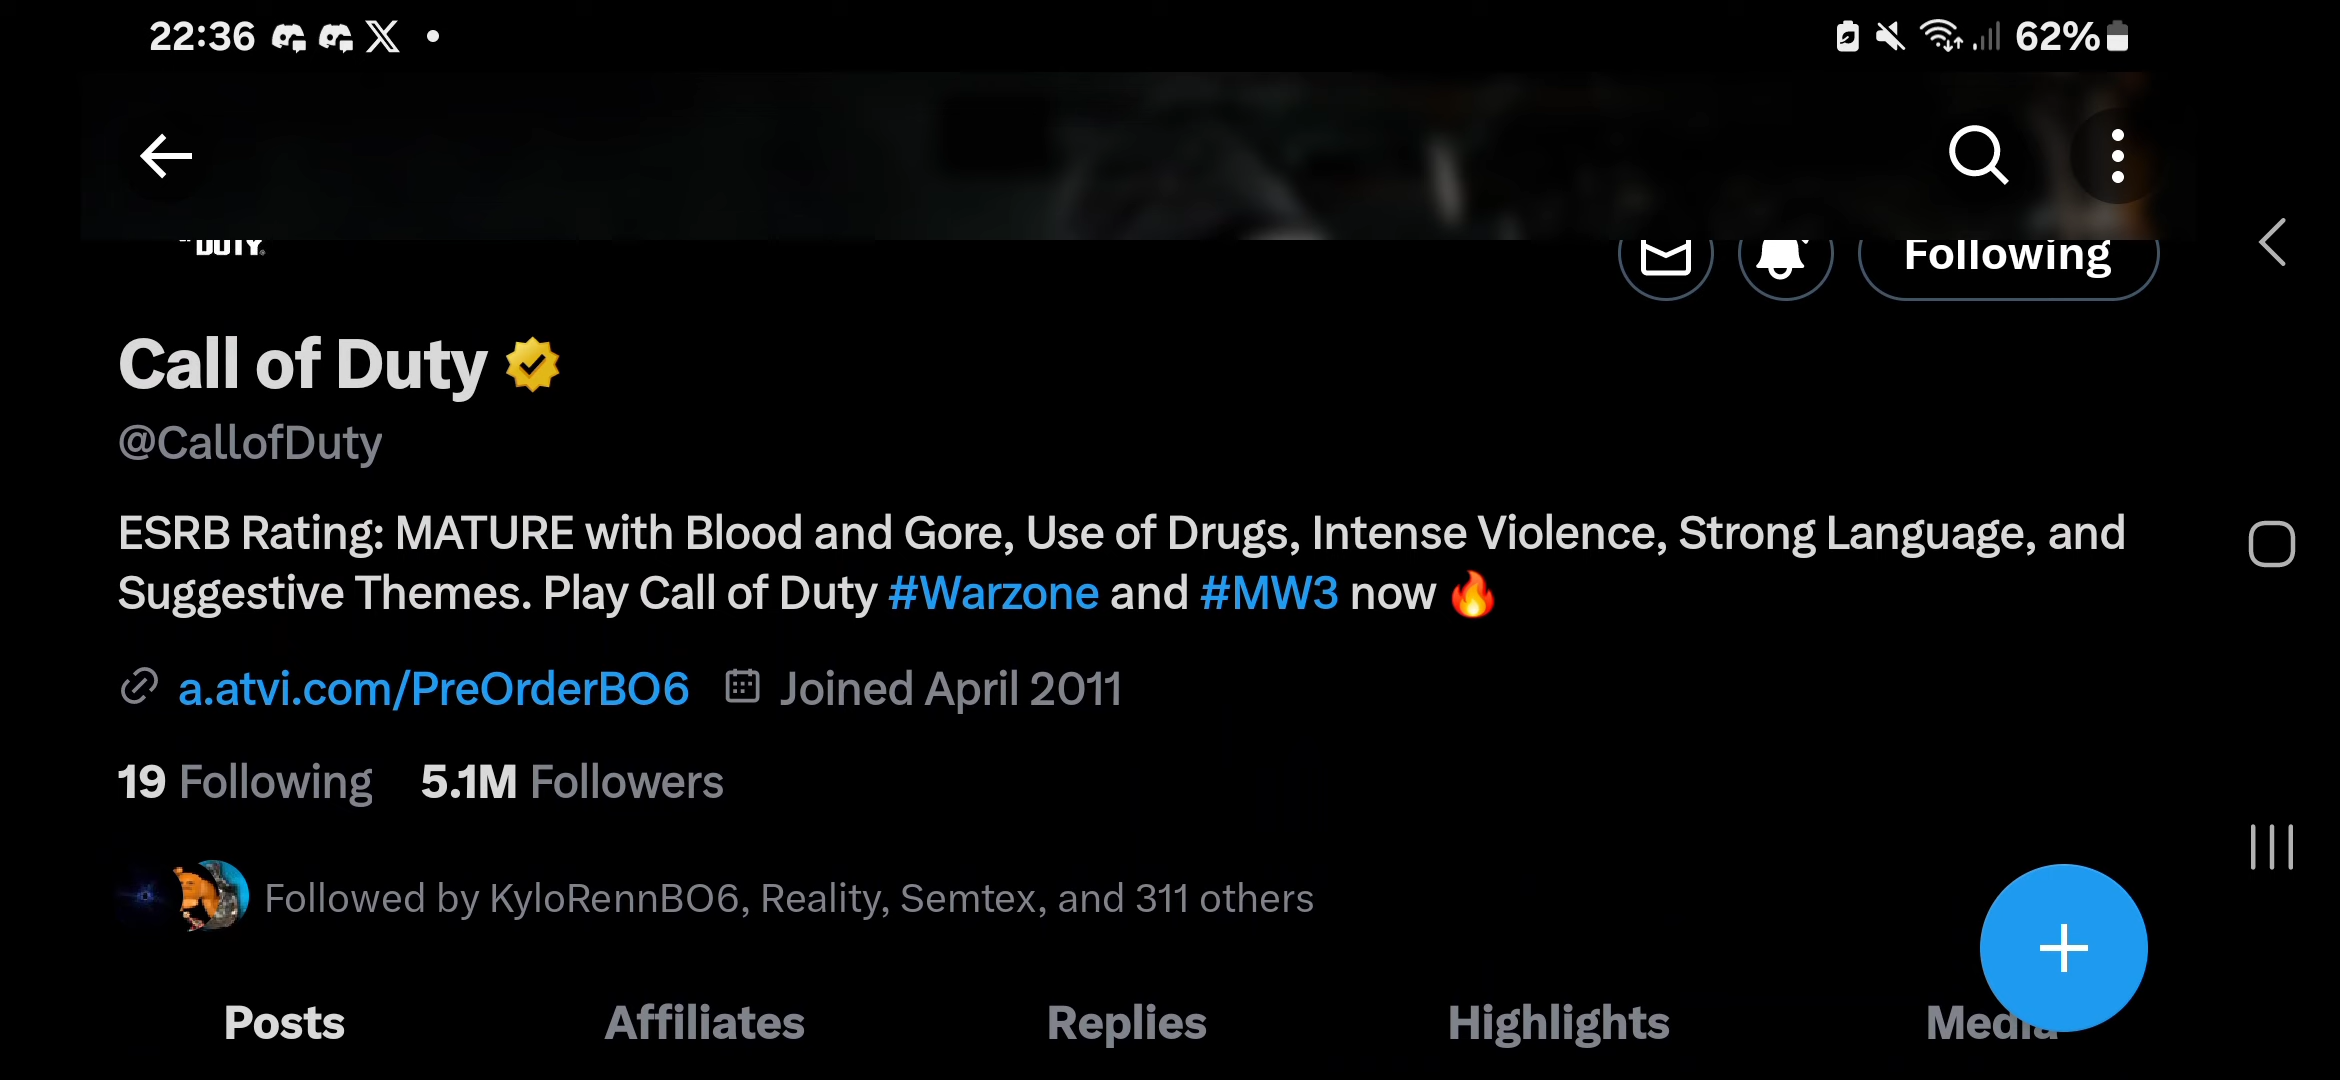 22:36
62%
DUTY
Following
Call of Duty
@CallofDuty
ESRB Rating: MATURE with Blood and Gore, Use of Drugs, Intense Violence, Strong Language, and
Suggestive Themes. Play Call of Duty #Warzone and #MW3 now 🔥
a.atvi.com/PreOrderBO6 Joined April 2011
19 Following 5.1M Followers
Followed by KyloRennBO6, Reality, Semtex, and 311 others
Posts Affiliates Replies Highlights Media